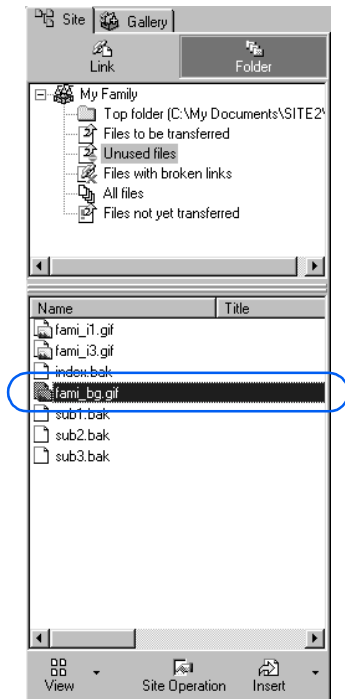 Site Gallery
Link Folder
My Family
Top folder (C:\My Documents\SITE2\
Files to be transferred
Unused files
Files with broken links
All files
Files not yet transferred
Name Title
fami_i1.gif
fami_i3.gif
index.bak
fami_bg.gif
sub1.bak
sub2.bak
sub3.bak
View Site Operation Insert